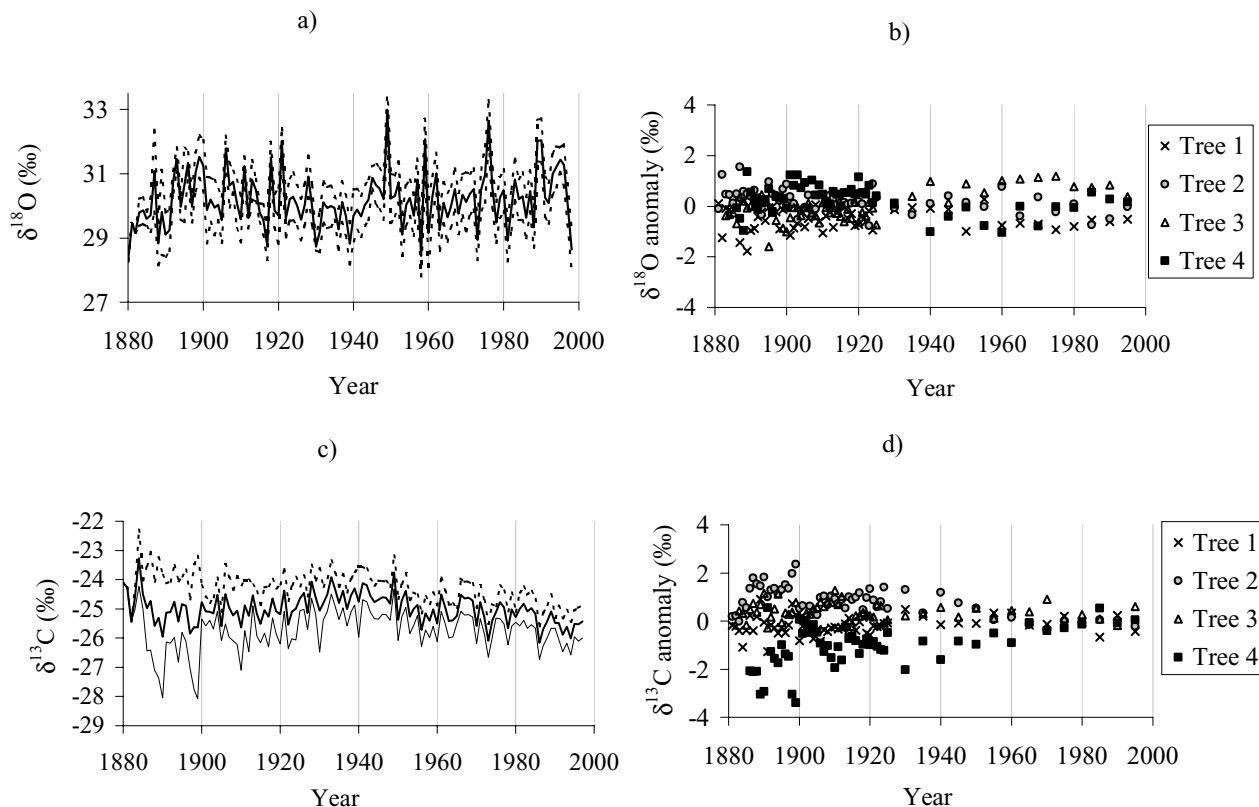 a)
δ18O (‰)
33
31
29
27
1880 1900 1920 1940 1960 1980 2000
Year
b)
δ18O anomaly (‰)
4
2
0
-2
-4
1880 1900 1920 1940 1960 1980 2000
Year
Tree 1
Tree 2
Tree 3
Tree 4
c)
δ13C (‰)
-22
-23
-24
-25
-26
-27
-28
-29
1880 1900 1920 1940 1960 1980 2000
Year
d)
δ13C anomaly (‰)
4
2
0
-2
-4
1880 1900 1920 1940 1960 1980 2000
Year
Tree 1
Tree 2
Tree 3
Tree 4